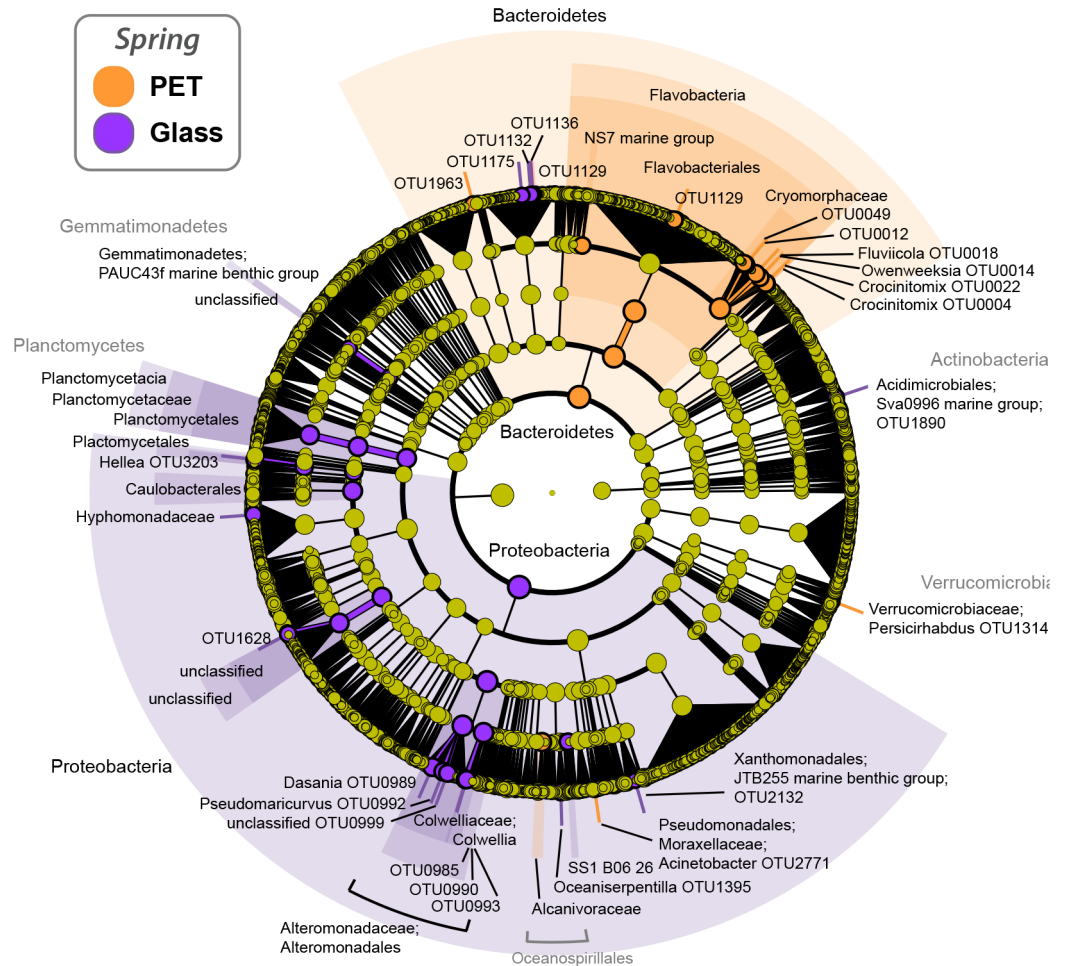 Bacteroidetes
Spring
PET
Glass
Flavobacteria
OTU1136
OTU1132
NS7 marine group
OTU1175
OTU1129
Flavobacteriales
OTU1963
OTU1129
Cryomorphaceae
OTU0049
OTU0012
Fluviicola OTU0018
Owenweeksia OTU0014
Crocinitomix OTU0022
Crocinitomix OTU0004
Gemmatimonadetes
Gemmatimonadetes;
PAUC43f marine benthic group
unclassified
Planctomycetes
Planctomycetacia
Planctomycetaceae
Planctomycetales
Plactomycetales
Hellea OTU3203
Caulobacterales
Hyphomonadaceae
Actinobacteria
Acidimicrobiales;
Sva0996 marine group;
OTU1890
Bacteroidetes
Proteobacteria
Verrucomicrobia
Verrucomicrobiaceae;
Persicirhabdus OTU1314
OTU1628
unclassified
unclassified
Proteobacteria
Dasania OTU0989
Pseudomaricurvus OTU0992
unclassified OTU0999
Colwelliaceae;
Colwellia
OTU0985
OTU0990
OTU0993
Alteromonadaceae;
Alteromonadales
Xanthomonadales;
JTB255 marine benthic group;
OTU2132
Pseudomonadales;
Moraxellaceae;
Acinetobacter OTU2771
SS1 B06 26
Oceaniserpentilla OTU1395
Alcanivoraceae
Oceanospirillales